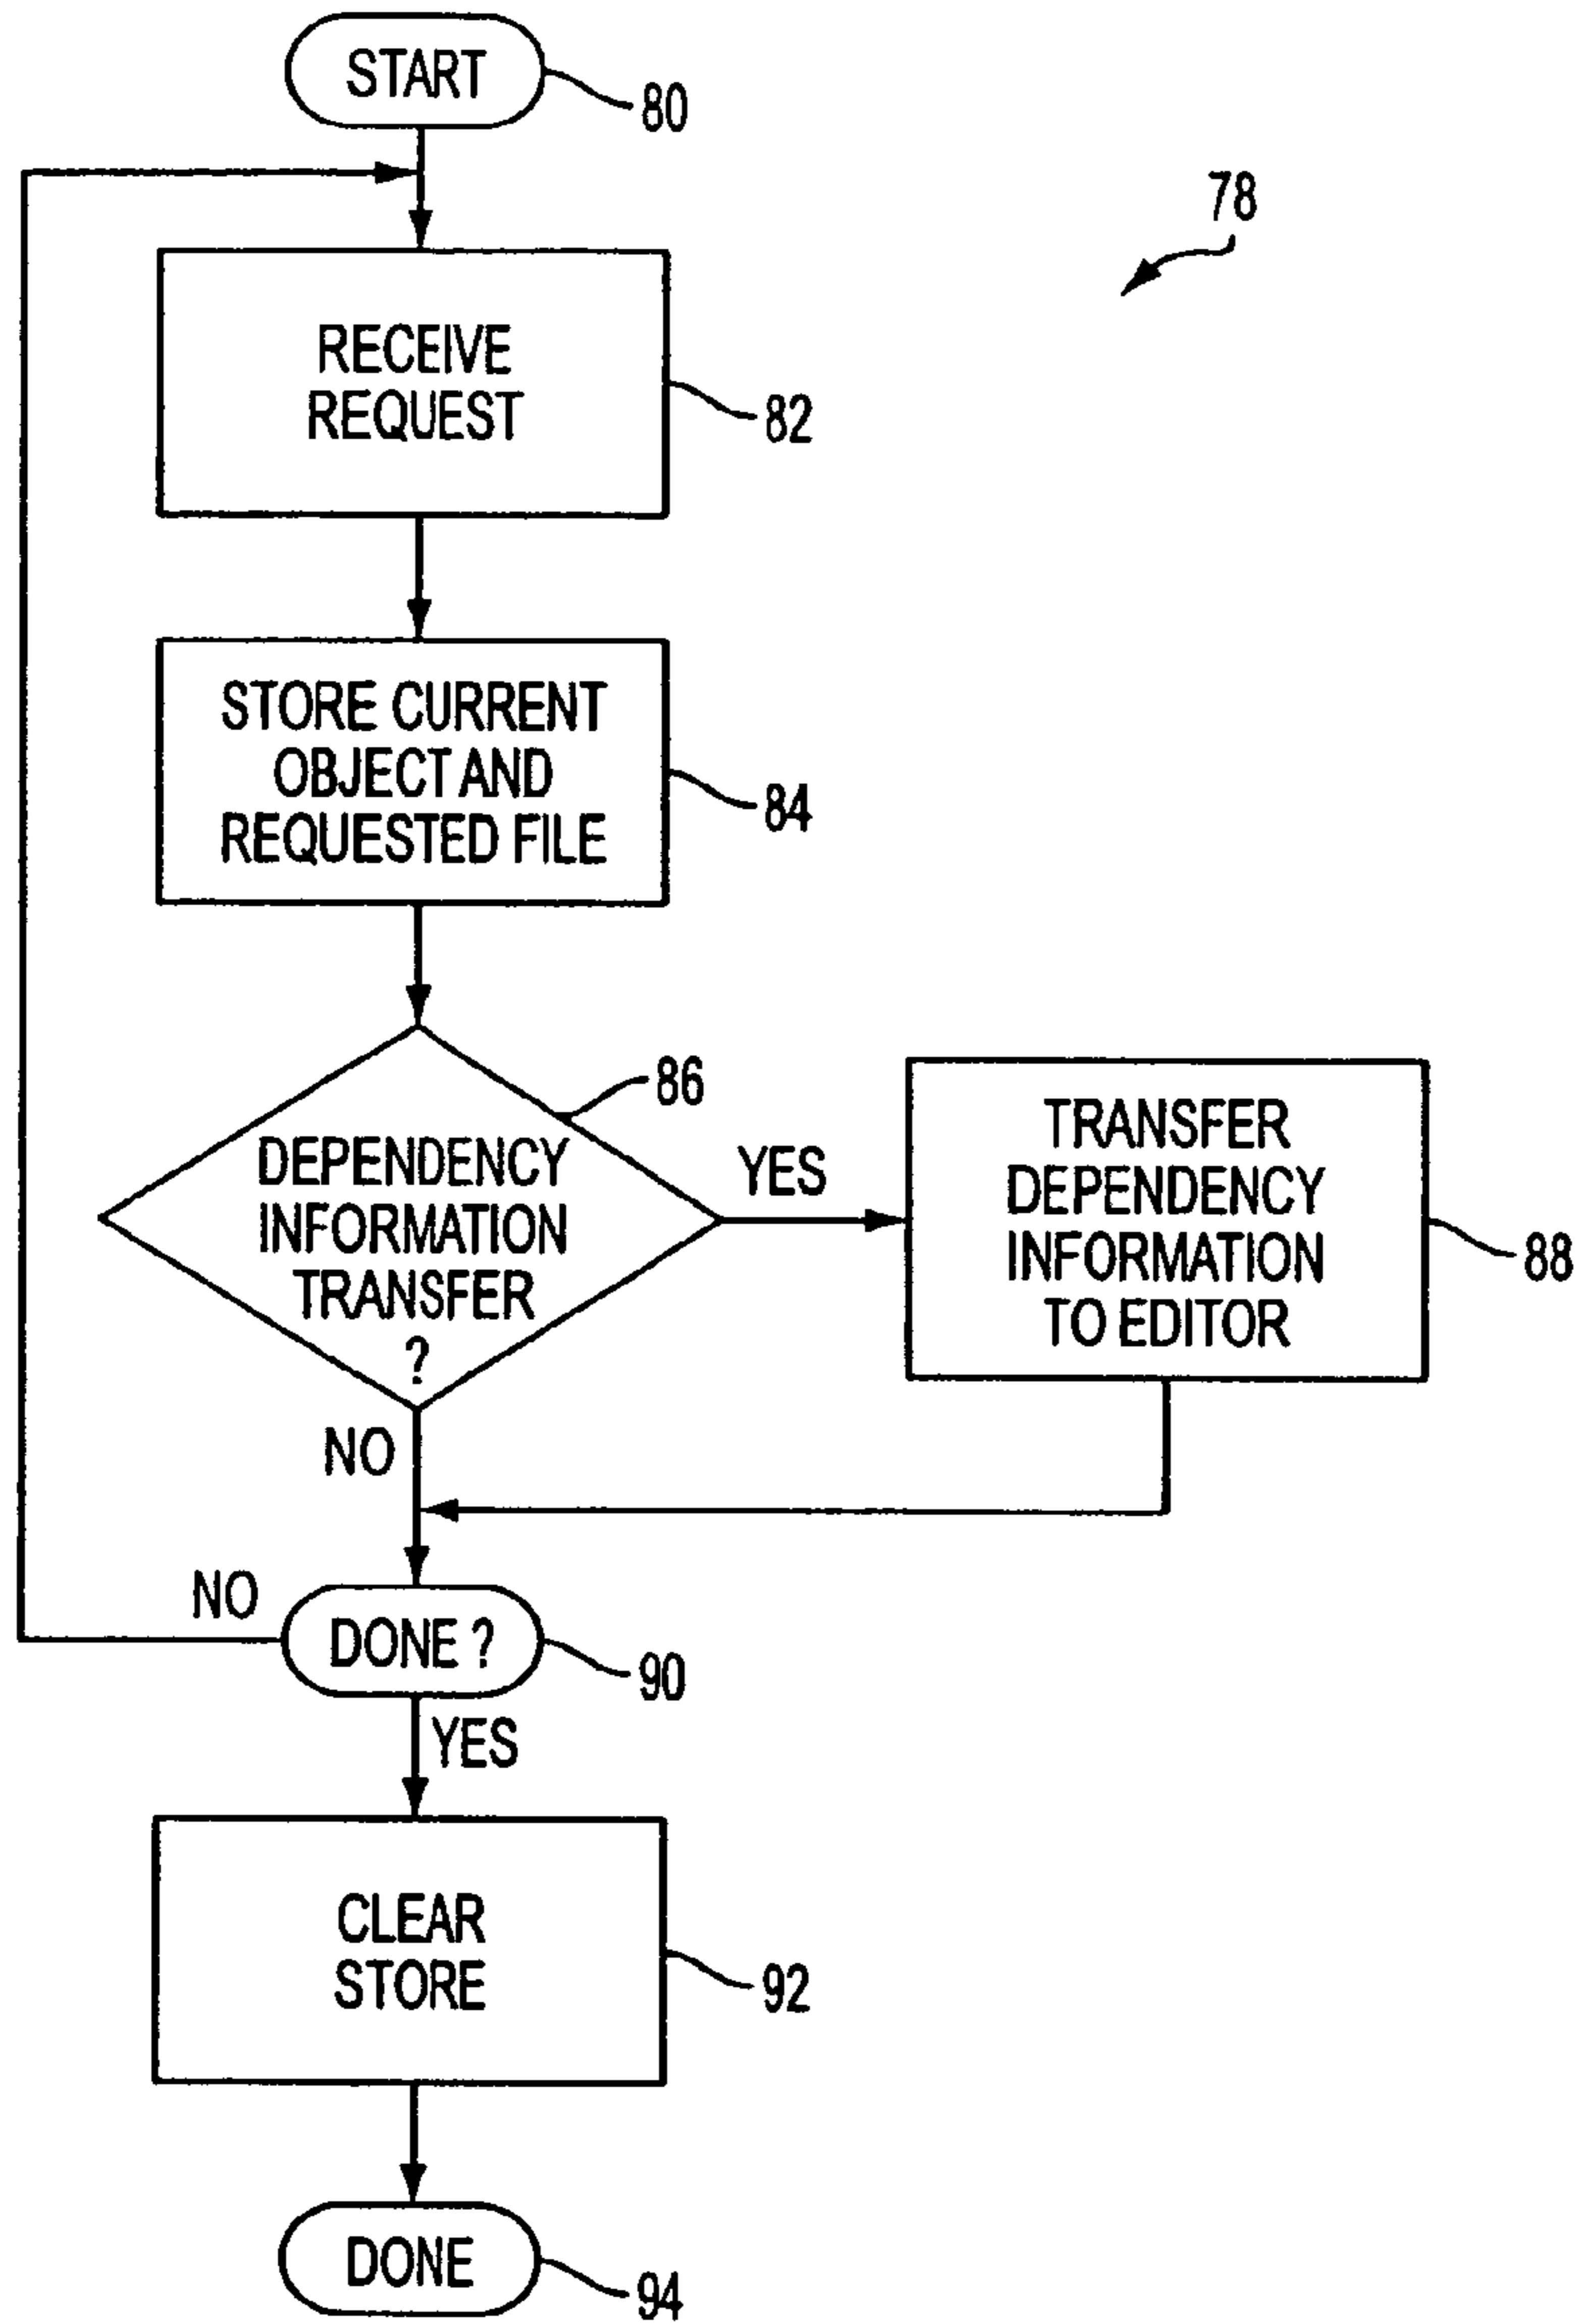 START
80
78
RECEIVE
REQUEST
82
STORE CURRENT
OBJECT AND
REQUESTED FILE
84
86
DEPENDENCY
INFORMATION
TRANSFER
?
YES
TRANSFER
DEPENDENCY
INFORMATION
TO EDITOR
88
NO
NO
DONE ?
90
YES
CLEAR
STORE
92
DONE
94